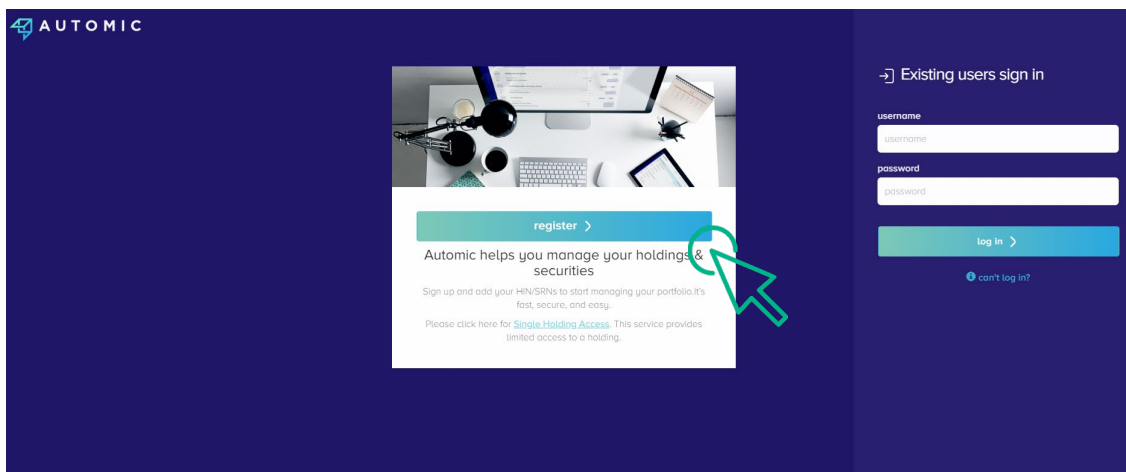 AUTOMIC
register
Automic helps you manage your holdings &
securities
Sign up and add your HIN/SRNs to start managing your portfolio.it's
fast, secure, and easy.
Please click here for Single Holding Access. This service provides
limited access to a holding.
Existing users sign in
username
username
password
password
log in
can't log in?